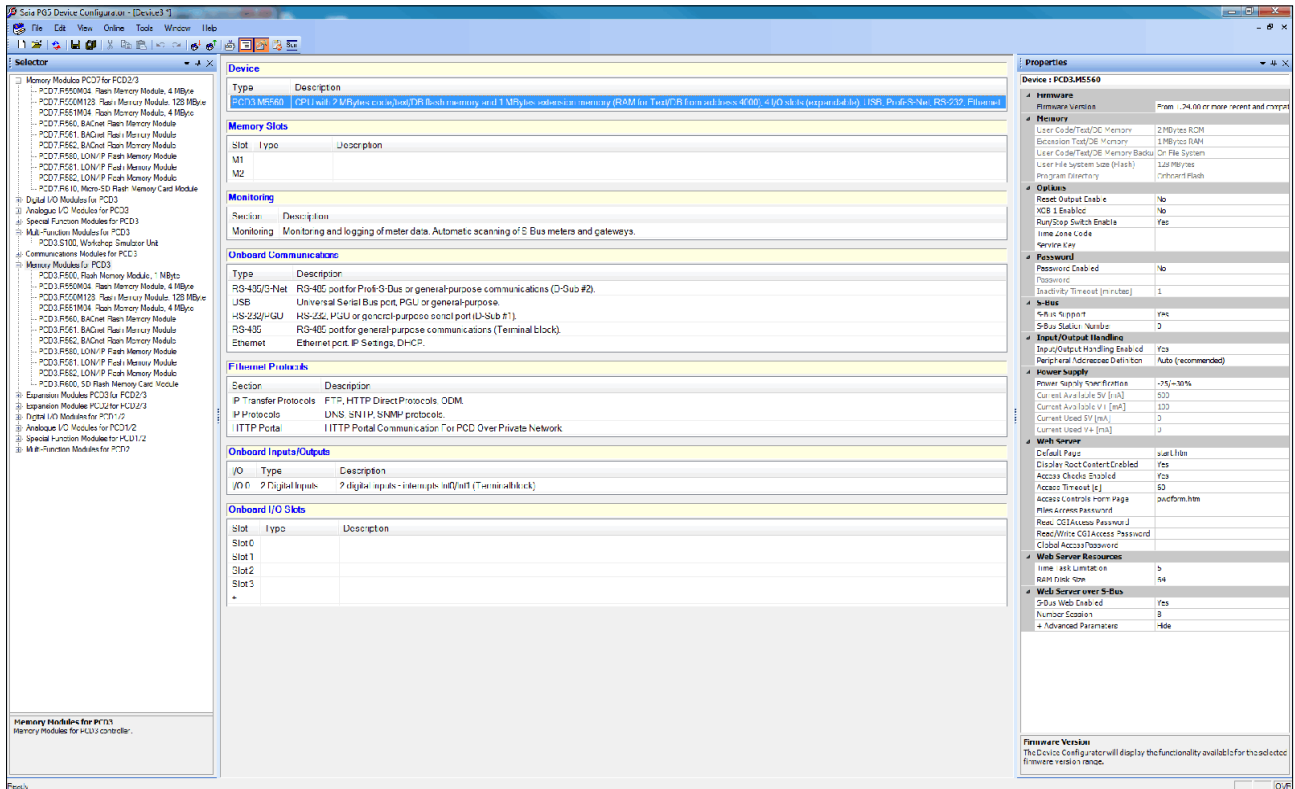 Saia PG5 Device Configurator - [Device3 *]
File Edit View Online Tools Window Help
Selector
Memory Modules PCD7 for PCD2/3
PCD7.R550M04, Flash Memory Module, 4 MByte
PCD7.R550M128, Flash Memory Module, 128 MByte
PCD7.R551M04, Flash Memory Module, 4 MByte
PCD7.R560, BACnet Flash Memory Module
PCD7.R561, BACnet Flash Memory Module
PCD7.R562, BACnet Flash Memory Module
PCD7.R580, LON/IP Flash Memory Module
PCD7.R581, LON/IP Flash Memory Module
PCD7.R582, LON/IP Flash Memory Module
PCD7.R610, Micro-SD Flash Memory Card Module
Digital I/O Modules for PCD3
Analogue I/O Modules for PCD3
Special Function Modules for PCD3
Multi-Function Modules for PCD3
PCD3.S100, Workshop Simulator Unit
Communications Modules for PCD3
Memory Modules for PCD3
PCD3.R500, Flash Memory Module, 1 MByte
PCD3.R550M04, Flash Memory Module, 4 MByte
PCD3.R550M128, Flash Memory Module, 128 MByte
PCD3.R551M04, Flash Memory Module, 4 MByte
PCD3.R560, BACnet Flash Memory Module
PCD3.R561, BACnet Flash Memory Module
PCD3.R562, BACnet Flash Memory Module
PCD3.R580, LON/IP Flash Memory Module
PCD3.R581, LON/IP Flash Memory Module
PCD3.R582, LON/IP Flash Memory Module
PCD3.R600, SD Flash Memory Card Module
Expansion Modules PCD3 for PCD2/3
Expansion Modules PCD2 for PCD2/3
Digital I/O Modules for PCD1/2
Analogue I/O Modules for PCD1/2
Special Function Modules for PCD1/2
Multi-Function Modules for PCD2
Memory Modules for PCD3
Memory Modules for PCD3 controller.
Device
Type Description
PCD3.M5560 CPU with 2 MBytes code/text/DB flash memory and 1 MBytes extension memory (RAM for Text/DB from address 4000), 4 I/O slots (expandable), USB, Profi-S-Net, RS-232, Ethernet
Memory Slots
Slot Type Description
M1
M2
Monitoring
Section Description
Monitoring Monitoring and logging of meter data. Automatic scanning of S-Bus meters and gateways.
Onboard Communications
Type Description
RS-485/S-Net RS-485 port for Profi-S-Bus or general-purpose communications (D-Sub #2).
USB Universal Serial Bus port, PGU or general-purpose.
RS-232/PGU RS-232, PGU or general-purpose serial port (D-Sub #1).
RS-485 RS-485 port for general-purpose communications (Terminal block).
Ethernet Ethernet port. IP Settings, DHCP.
Ethernet Protocols
Section Description
IP Transfer Protocols FTP, HTTP Direct Protocols, ODM.
IP Protocols DNS, SNTP, SNMP protocols.
HTTP Portal HTTP Portal Communication For PCD Over Private Network
Onboard Inputs/Outputs
I/O Type Description
I/O 0 2 Digital Inputs 2 digital inputs - interrupts Int0/Int1 (Terminalblock)
Onboard I/O Slots
Slot Type Description
Slot 0
Slot 1
Slot 2
Slot 3
+
Properties
Device : PCD3.M5560
Firmware
Firmware Version From 1.24.00 or more recent and compat
Memory
User Code/Text/DB Memory 2 MBytes ROM
Extension Text/DB Memory 1 MBytes RAM
User Code/Text/DB Memory Backu On File System
User File System Size (Flash) 128 MBytes
Program Directory Onboard Flash
Options
Reset Output Enable No
XOB 1 Enabled No
Run/Stop Switch Enable Yes
Time Zone Code
Service Key
Password
Password Enabled No
Password
Inactivity Timeout [minutes] 1
S-Bus
S-Bus Support Yes
S-Bus Station Number 0
Input/Output Handling
Input/Output Handling Enabled Yes
Peripheral Addresses Definition Auto (recommended)
Power Supply
Power Supply Specification -25/+30%
Current Available 5V [mA] 600
Current Available V+ [mA] 100
Current Used 5V [mA] 0
Current Used V+ [mA] 0
Web Server
Default Page start.htm
Display Root Content Enabled Yes
Access Checks Enabled Yes
Access Timeout [s] 60
Access Controls Form Page pwdform.htm
Files Access Password
Read CGI Access Password
Read/Write CGI Access Password
Global Access Password
Web Server Resources
Time Task Limitation 5
RAM Disk Size 64
Web Server over S-Bus
S-Bus Web Enabled Yes
Number Session 8
+ Advanced Parameters Hide
Firmware Version
The Device Configurator will display the functionality available for the selected
firmware version range.
Ready
OVR